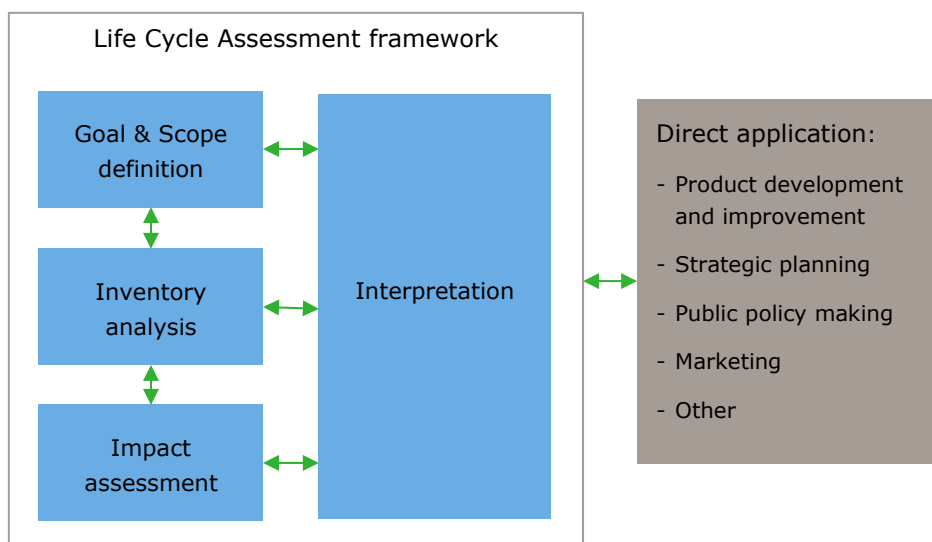 Life Cycle Assessment framework
Goal & Scope
definition
Inventory
analysis
Impact
assessment
Interpretation
Direct application:
- Product development
and improvement
- Strategic planning
- Public policy making
- Marketing
- Other